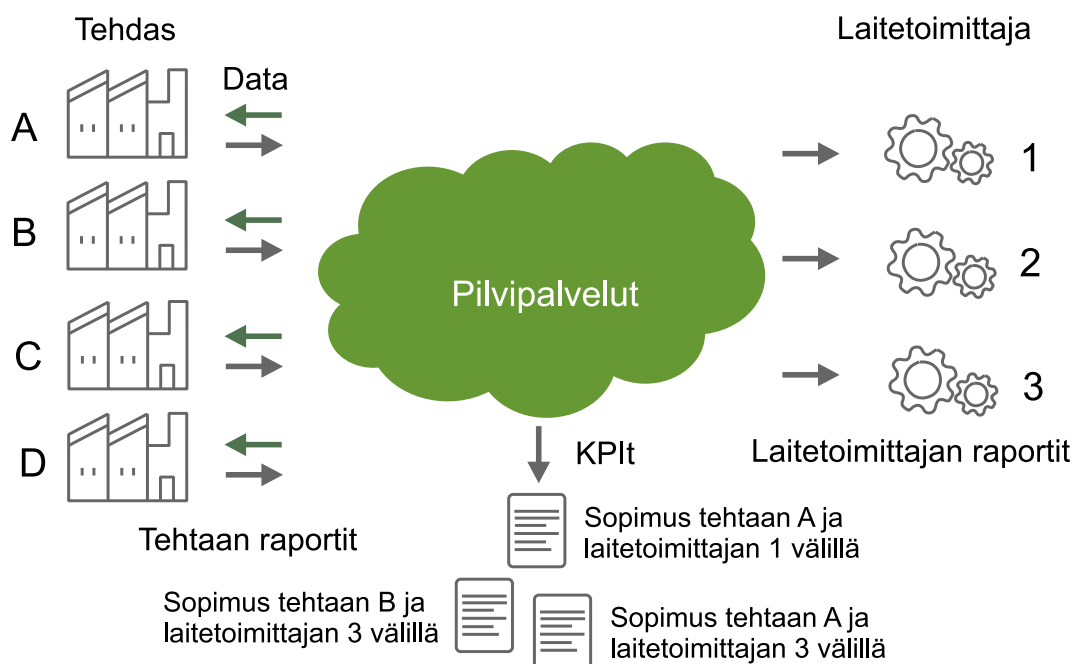 Tehdas
Laitetoimittaja
Data
A
1
B
2
Pilvipalvelut
C
3
D
KPIt
Laitetoimittajan raportit
Tehtaan raportit
Sopimus tehtaan A ja
laitetoimittajan 1 välillä
Sopimus tehtaan B ja
laitetoimittajan 3 välillä
Sopimus tehtaan A ja
laitetoimittajan 3 välillä